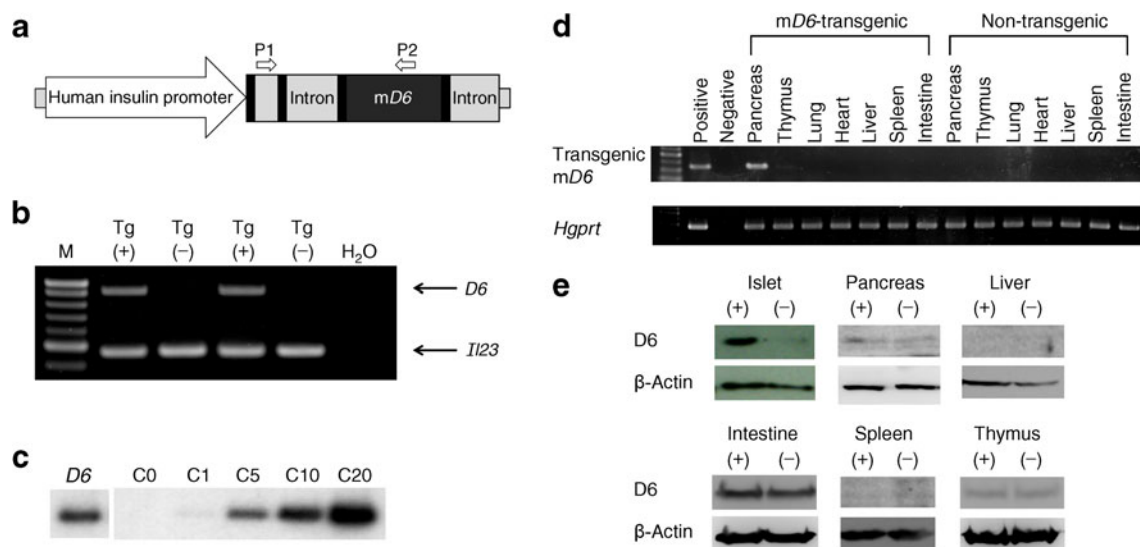 a
P1
P2
Human insulin promoter
Intron
mD6
Intron
b
M
Tg (+)
Tg (−)
Tg (+)
Tg (−)
H₂O
D6
Il23
c
D6
C0
C1
C5
C10
C20
d
mD6-transgenic
Non-transgenic
Positive
Negative
Pancreas
Thymus
Lung
Heart
Liver
Spleen
Intestine
Pancreas
Thymus
Lung
Heart
Liver
Spleen
Intestine
Transgenic
mD6
Hgprt
e
Islet
Pancreas
Liver
(+) (−) (+) (−) (+) (−)
D6
β-Actin
Intestine
Spleen
Thymus
(+) (−) (+) (−) (+) (−)
D6
β-Actin